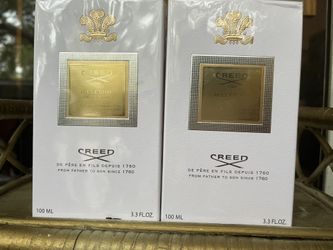 CREED
CREED
DE PÈRE EN FILS DEPUIS 1760
FROM FATHER TO SON SINCE 1760
100 ML
3.3 FL.OZ.
CREED
CREED
DE PÈRE EN FILS DEPUIS 1760
FROM FATHER TO SON SINCE 1760
100 ML
3.3 FL.OZ.